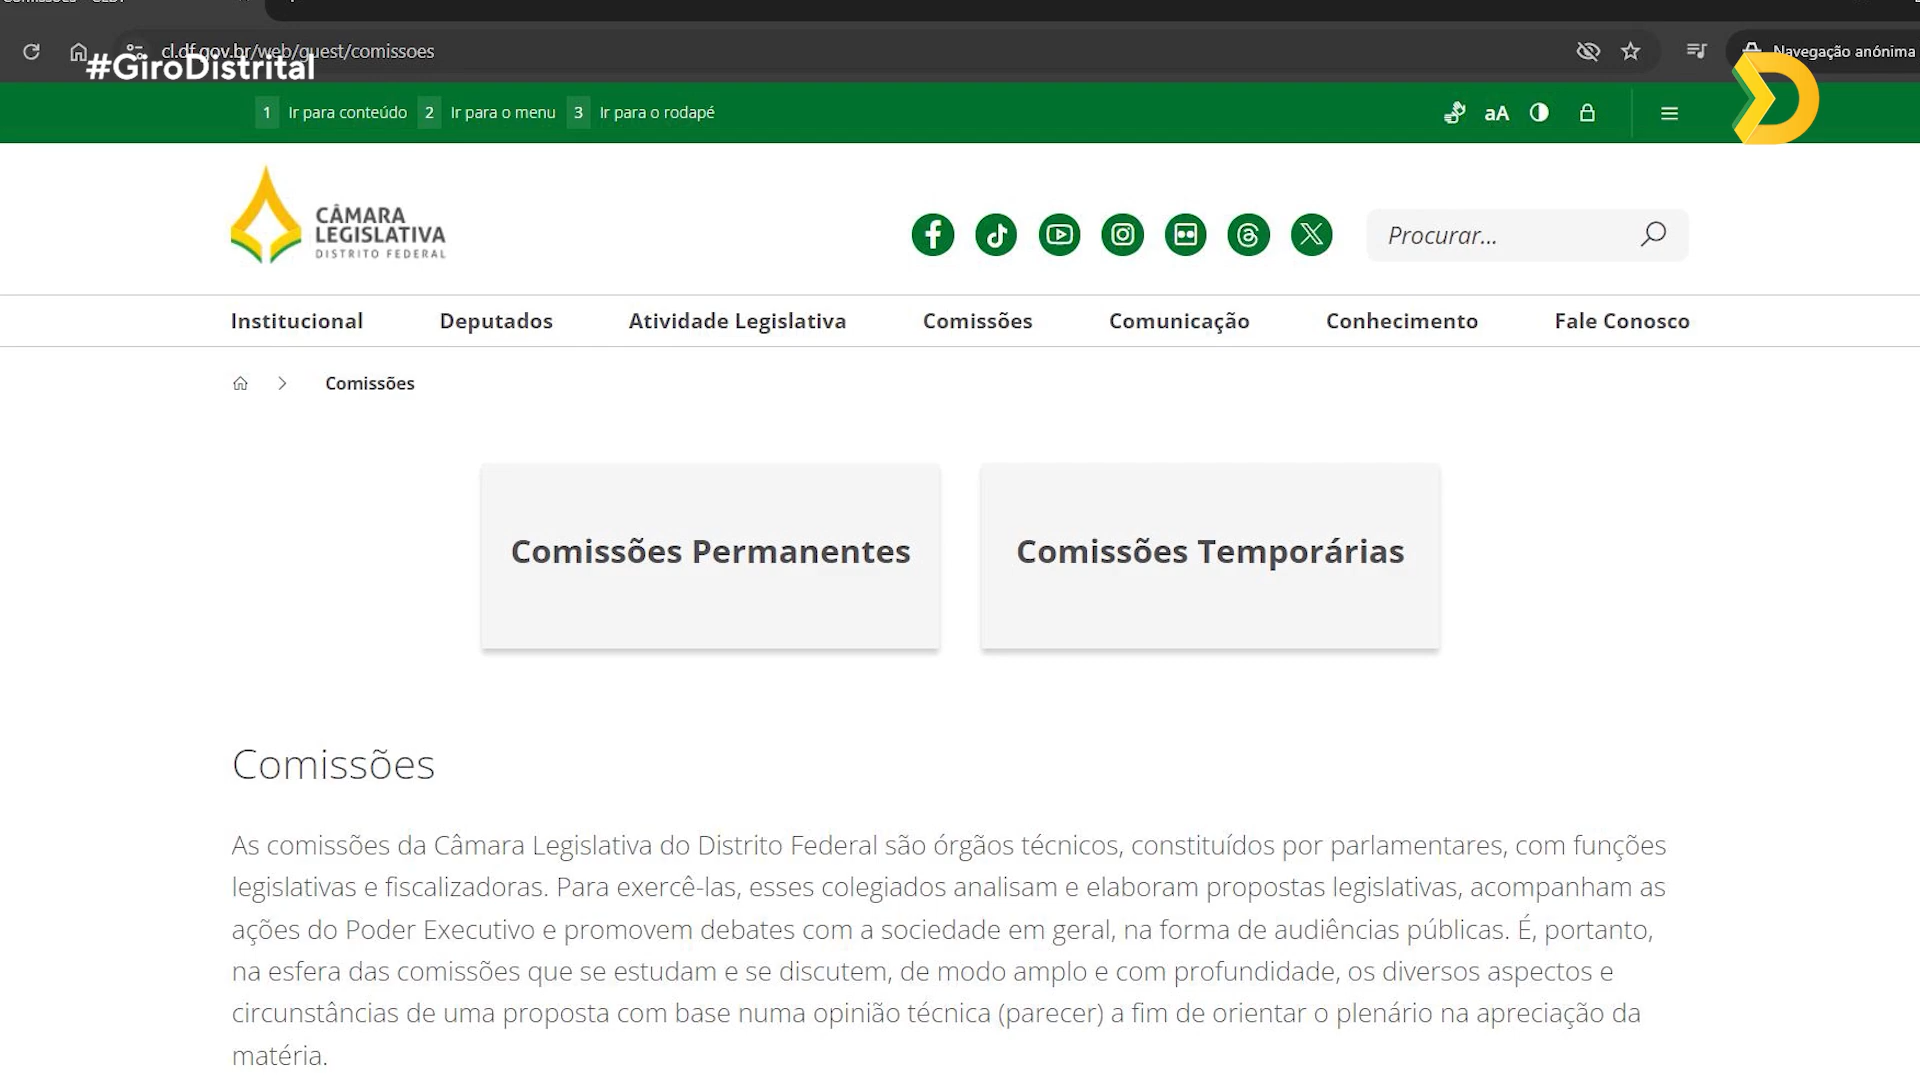 cl.df.gov.br/web/guest/comissoes
Navegação anónima
#GiroDistrital
1 Ir para conteúdo 2 Ir para o menu 3 Ir para o rodapé
aA
CÂMARA
LEGISLATIVA
DISTRITO FEDERAL
Procurar...
Institucional Deputados Atividade Legislativa Comissões Comunicação Conhecimento Fale Conosco
Comissões
Comissões Permanentes
Comissões Temporárias
Comissões
As comissões da Câmara Legislativa do Distrito Federal são órgãos técnicos, constituídos por parlamentares, com funções
legislativas e fiscalizadoras. Para exercê-las, esses colegiados analisam e elaboram propostas legislativas, acompanham as
ações do Poder Executivo e promovem debates com a sociedade em geral, na forma de audiências públicas. É, portanto,
na esfera das comissões que se estudam e se discutem, de modo amplo e com profundidade, os diversos aspectos e
circunstâncias de uma proposta com base numa opinião técnica (parecer) a fim de orientar o plenário na apreciação da
matéria.